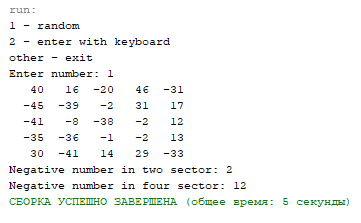 run:
1 - random
2 - enter with keyboard
other - exit
Enter number: 1
40 16 -20 46 -31
-45 -39 -2 31 17
-41 -8 -38 -2 12
-35 -36 -1 -2 13
30 -41 14 29 -33
Negative number in two sector: 2
Negative number in four sector: 12
СБОРКА УСПЕШНО ЗАВЕРШЕНА (общее время: 5 секунды)